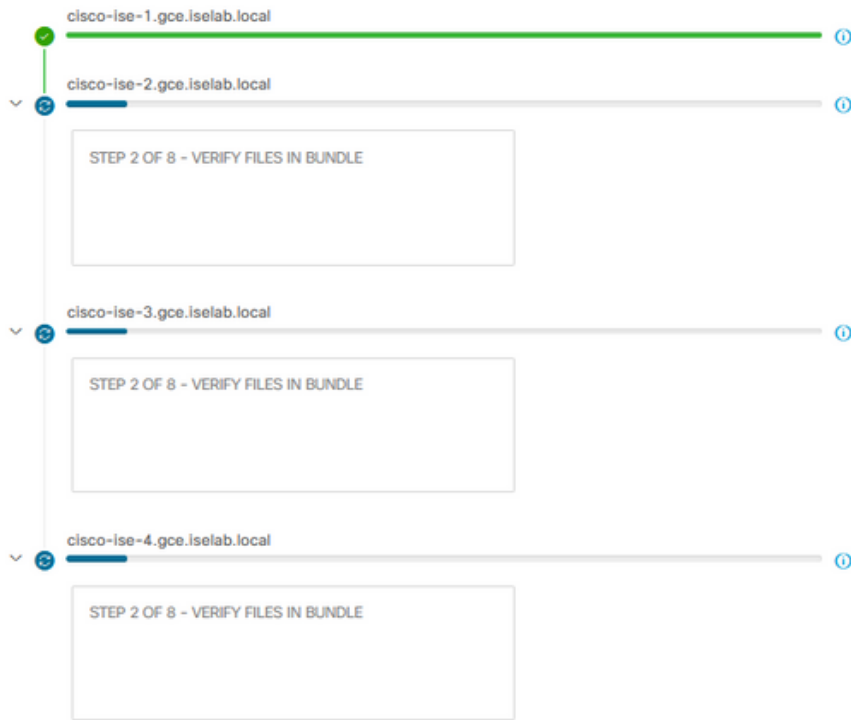 cisco-ise-1.gce.iselab.local
cisco-ise-2.gce.iselab.local
STEP 2 OF 8 - VERIFY FILES IN BUNDLE
cisco-ise-3.gce.iselab.local
STEP 2 OF 8 - VERIFY FILES IN BUNDLE
cisco-ise-4.gce.iselab.local
STEP 2 OF 8 - VERIFY FILES IN BUNDLE